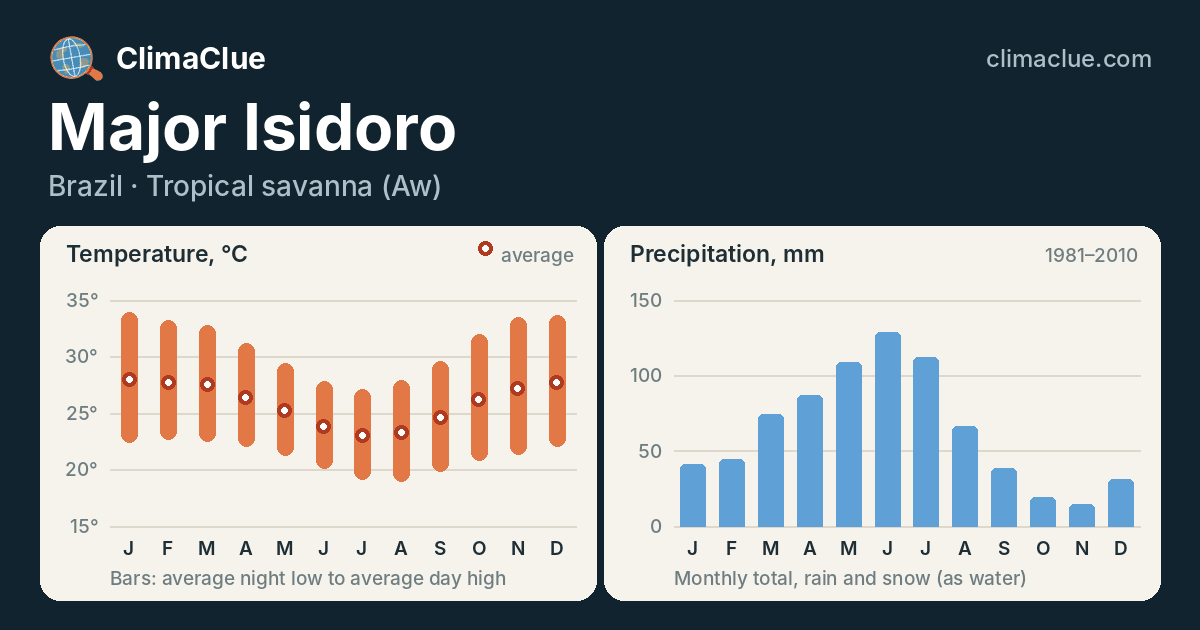 ClimaClue
climaclue.com
Major Isidoro
Brazil · Tropical savanna (Aw)
Temperature, °C
average
35°
30°
25°
20°
15°
J F M A M J J A S O N D
Bars: average night low to average day high
Precipitation, mm
1981–2010
150
100
50
0
J F M A M J J A S O N D
Monthly total, rain and snow (as water)